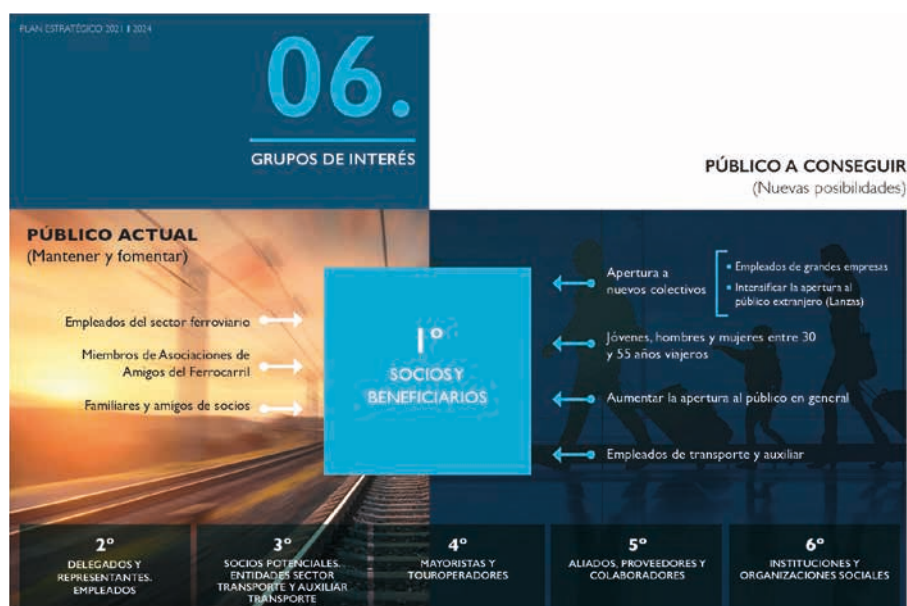 PLAN ESTRATÉGICO 2021 | 2024
06.
GRUPOS DE INTERÉS
PÚBLICO A CONSEGUIR
(Nuevas posibilidades)
PÚBLICO ACTUAL
(Mantener y fomentar)
Empleados del sector ferroviario
Miembros de Asociaciones de
Amigos del Ferrocarril
Familiares y amigos de socios
1º
SOCIOS Y
BENEFICIARIOS
Apertura a
nuevos colectivos
Empleados de grandes empresas
Intensificar la apertura al
público extranjero (Lanzas)
Jóvenes, hombres y mujeres entre 30
y 55 años viajeros
Aumentar la apertura al público en general
Empleados de transporte y auxiliar
2º
DELEGADOS Y
REPRESENTANTES.
EMPLEADOS
3º
SOCIOS POTENCIALES.
ENTIDADES SECTOR
TRANSPORTE Y AUXILIAR
TRANSPORTE
4º
MAYORISTAS Y
TOUROPERADORES
5º
ALIADOS, PROVEEDORES Y
COLABORADORES
6º
INSTITUCIONES Y
ORGANIZACIONES SOCIALES